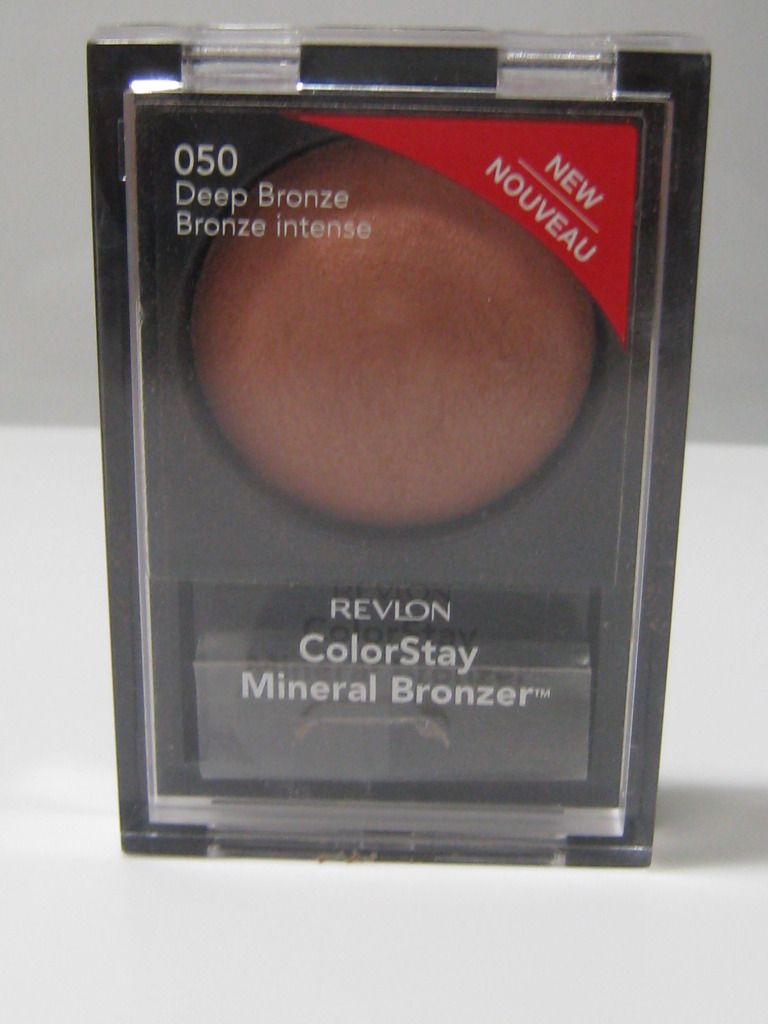 050
Deep Bronze
Bronze intense
NEW
NOUVEAU
REVLON
ColorStay
Mineral Bronzer™